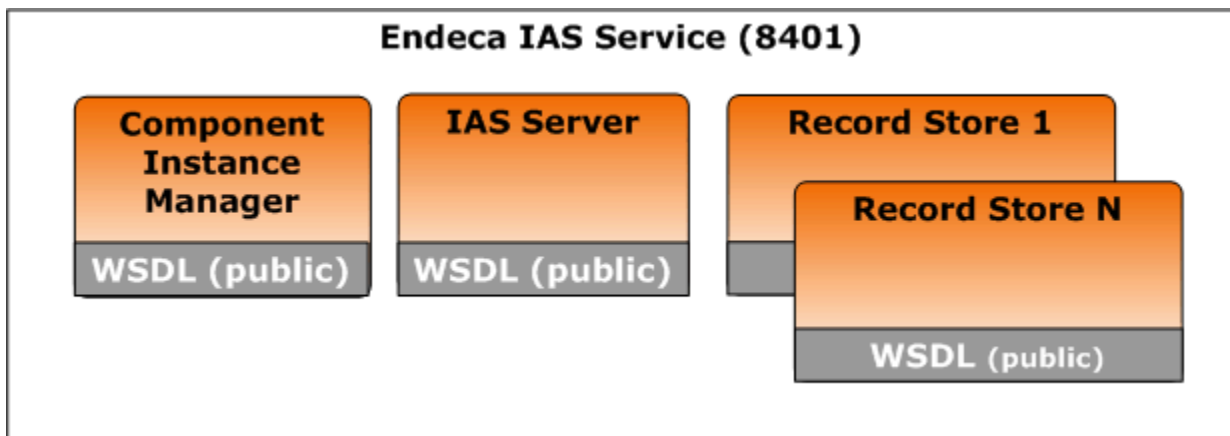 Endeca IAS Service (8401)
Component
Instance
Manager
WSDL (public)
IAS Server
WSDL (public)
Record Store 1
Record Store N
WSDL (public)